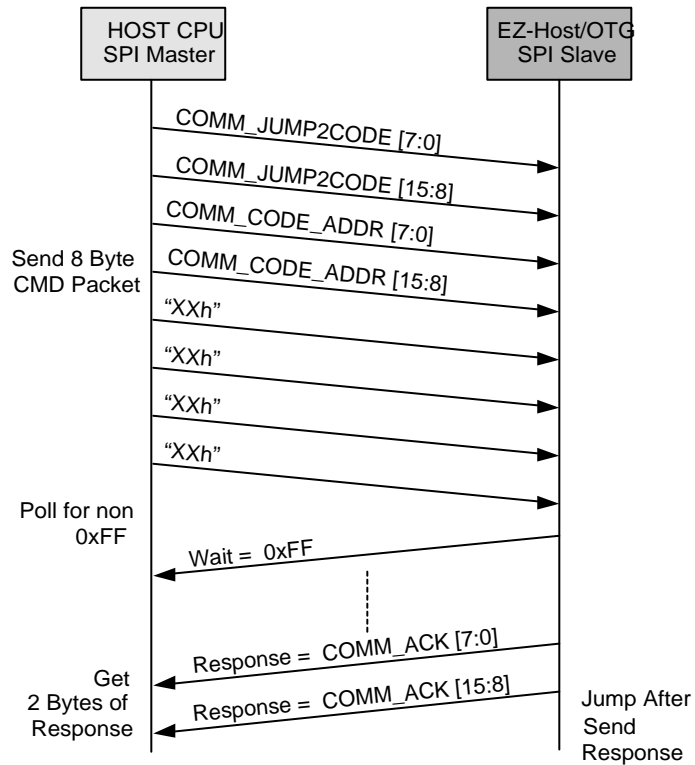 HOST CPU
SPI Master
EZ-Host/OTG
SPI Slave
COMM_JUMP2CODE [7:0]
COMM_JUMP2CODE [15:8]
COMM_CODE_ADDR [7:0]
Send 8 Byte
CMD Packet
COMM_CODE_ADDR [15:8]
“XXh”
“XXh”
“XXh”
“XXh”
Poll for non
0xFF
Wait = 0xFF
Response = COMM_ACK [7:0]
Get
2 Bytes of
Response
Response = COMM_ACK [15:8]
Jump After
Send
Response